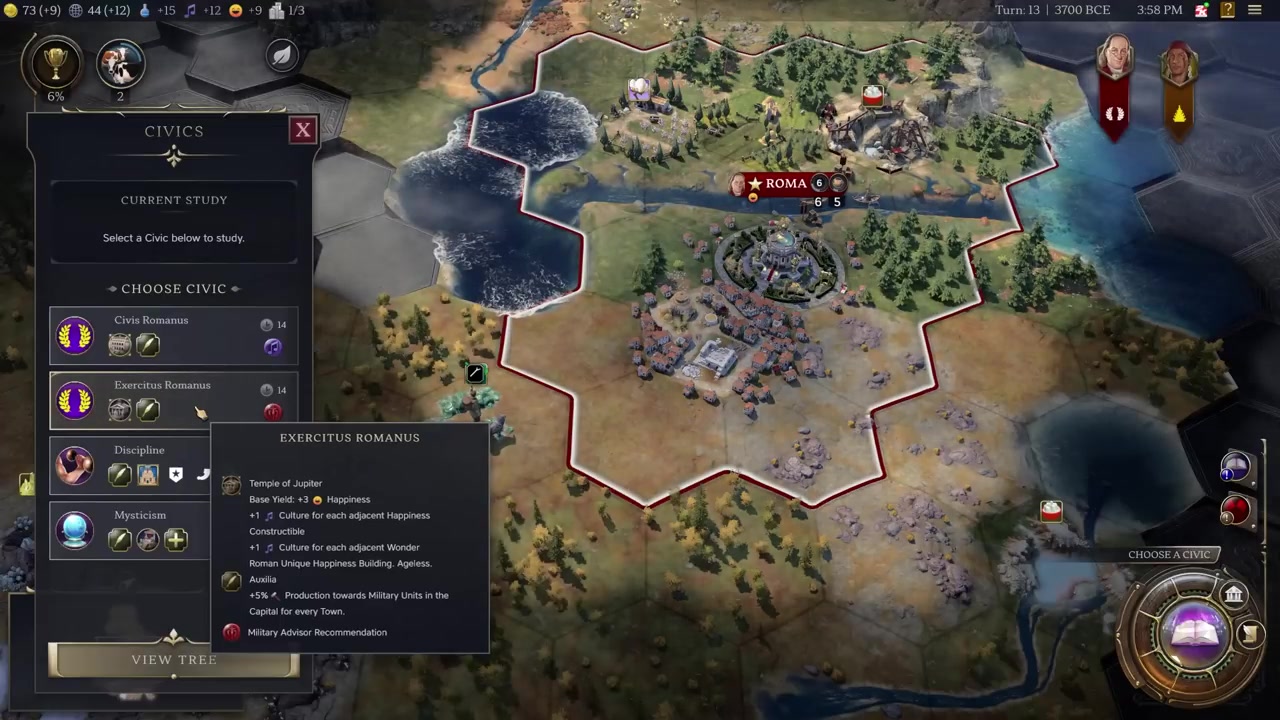 73 (+9) 44 (+12) +15 +12 +9 1/3
Turn: 13 | 3700 BCE 3:58 PM ?
6%
2
CIVICS
X
CURRENT STUDY
Select a Civic below to study.
CHOOSE CIVIC
Civis Romanus
14
Exercitus Romanus
14
Discipline
Mysticism
VIEW TREE
EXERCITUS ROMANUS
Temple of Jupiter
Base Yield: +3 Happiness
+1 Culture for each adjacent Happiness
Constructible
+1 Culture for each adjacent Wonder
Roman Unique Happiness Building. Ageless.
Auxilia
+5% Production towards Military Units in the
Capital for every Town.
Military Advisor Recommendation
ROMA 6
6 5
CHOOSE A CIVIC